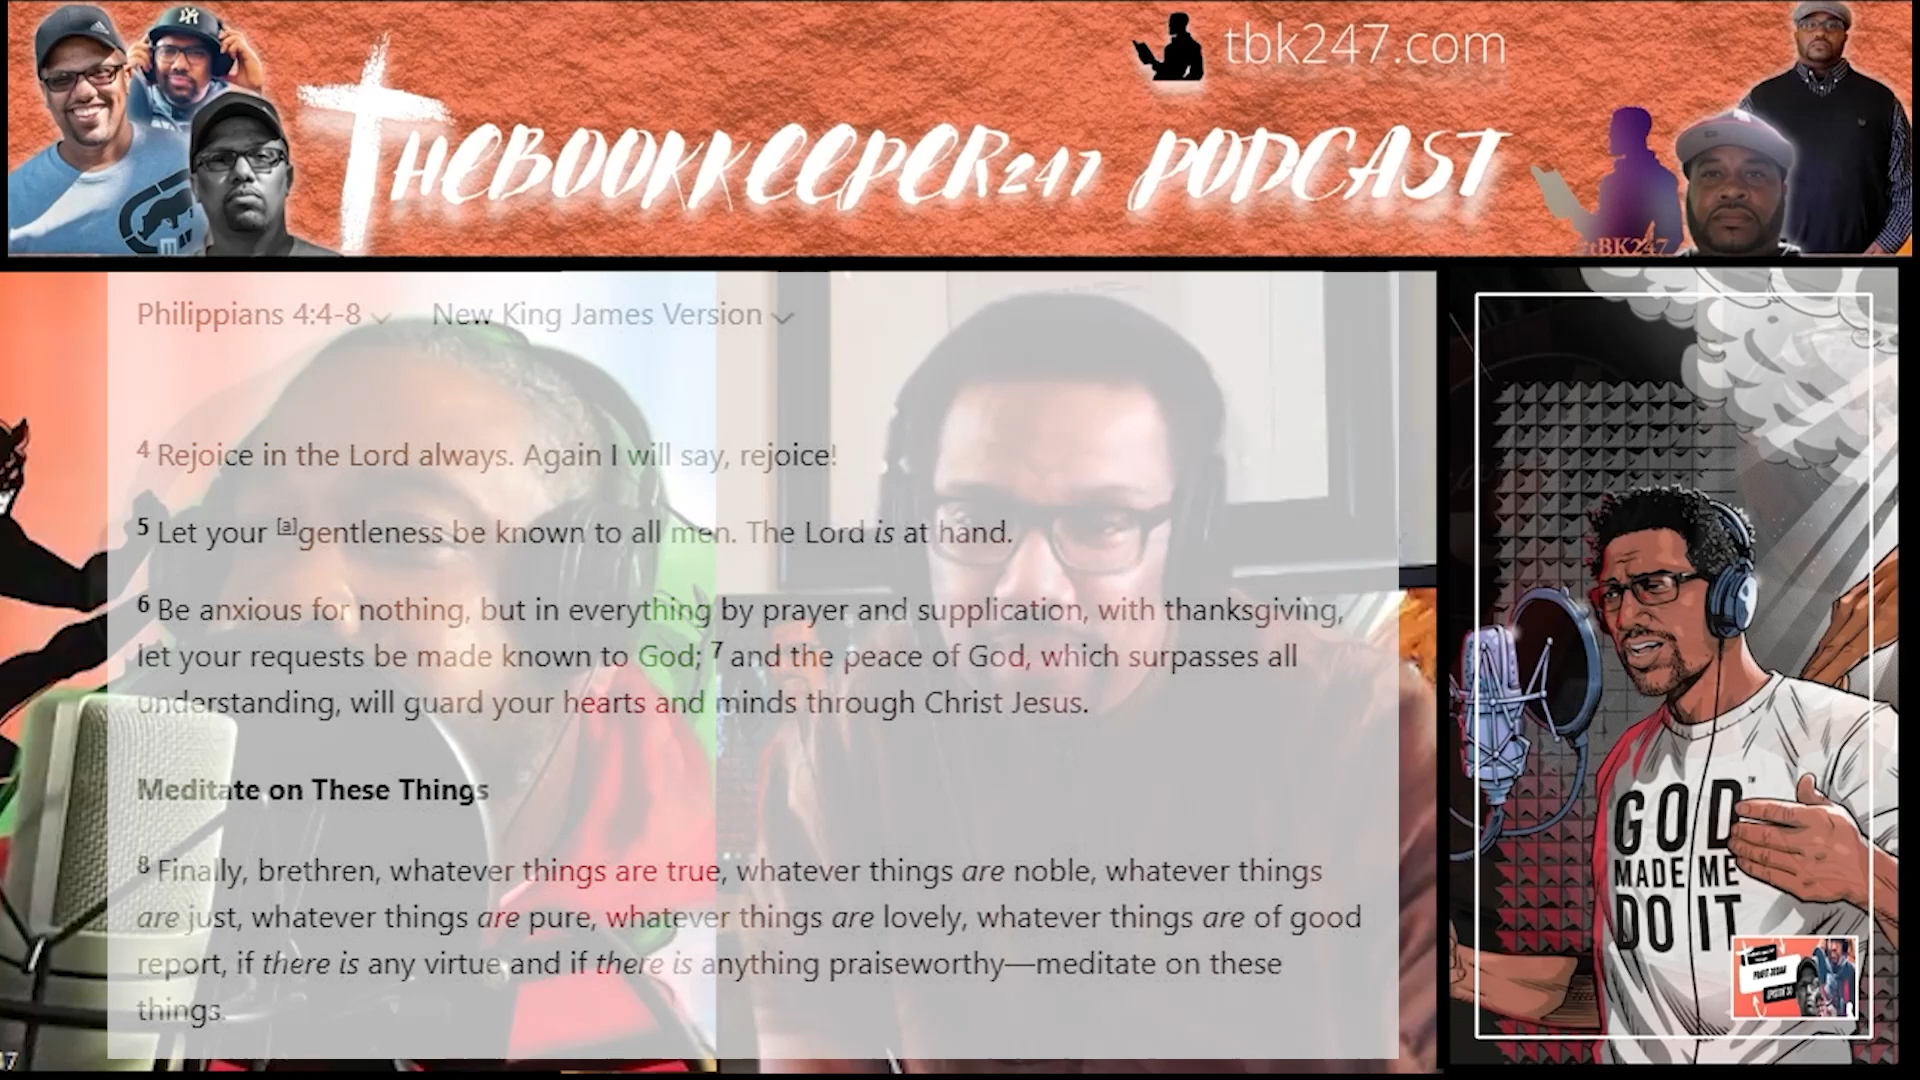 tbk247.com
THEBOOKKEEPER247 PODCAST
#tBK247
Philippians 4:4-8 New King James Version
4 Rejoice in the Lord always. Again I will say, rejoice!
5 Let your [a]gentleness be known to all men. The Lord is at hand.
6 Be anxious for nothing, but in everything by prayer and supplication, with thanksgiving,
let your requests be made known to God; 7 and the peace of God, which surpasses all
understanding, will guard your hearts and minds through Christ Jesus.
Meditate on These Things
8 Finally, brethren, whatever things are true, whatever things are noble, whatever things
are just, whatever things are pure, whatever things are lovely, whatever things are of good
report, if there is any virtue and if there is anything praiseworthy—meditate on these
things.
GOD™
MADE ME
DO IT